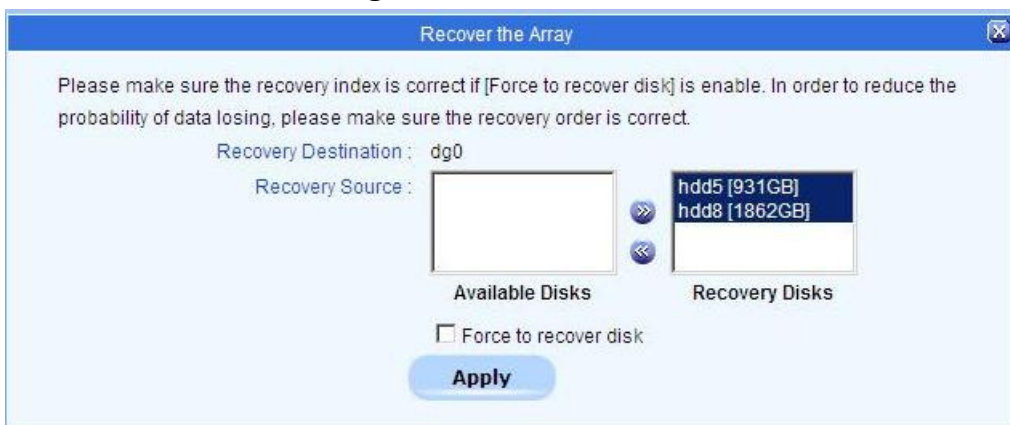 Recover the Array
Please make sure the recovery index is correct if [Force to recover disk] is enable. In order to reduce the
probability of data losing, please make sure the recovery order is correct.
Recovery Destination : dg0
Recovery Source :
hdd5 [931GB]
hdd8 [1862GB]
Available Disks
Recovery Disks
Force to recover disk
Apply